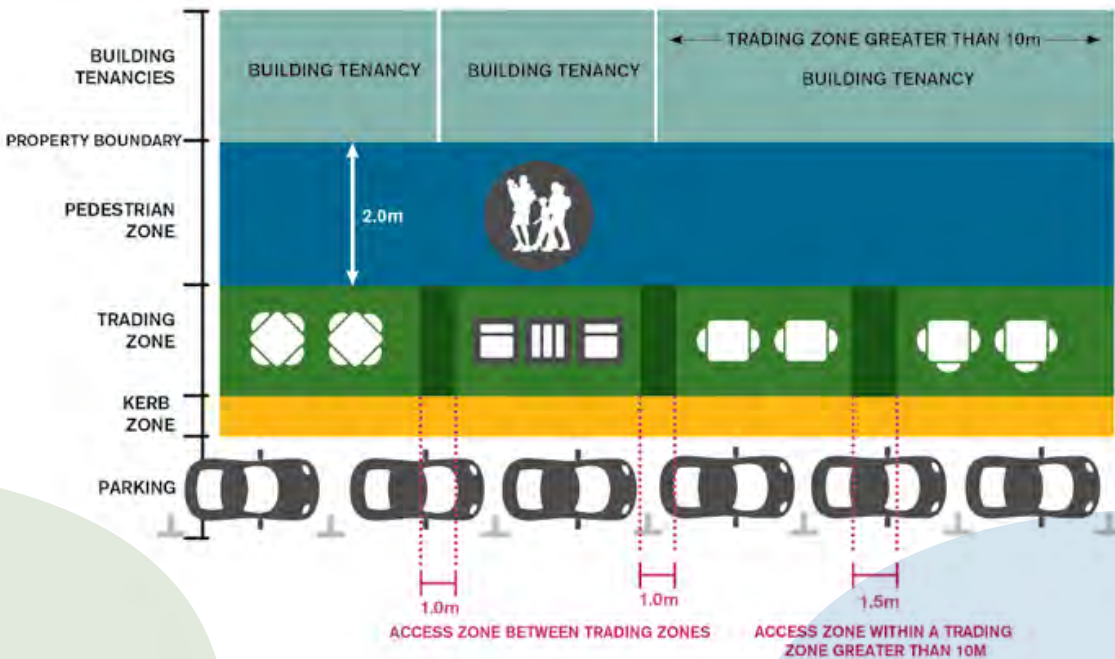 TRADING ZONE GREATER THAN 10m
BUILDING
TENANCIES
BUILDING TENANCY
BUILDING TENANCY
BUILDING TENANCY
PROPERTY BOUNDARY
PEDESTRIAN
ZONE
2.0m
TRADING
ZONE
KERB
ZONE
PARKING
1.0m
1.0m
1.5m
ACCESS ZONE BETWEEN TRADING ZONES
ACCESS ZONE WITHIN A TRADING
ZONE GREATER THAN 10M